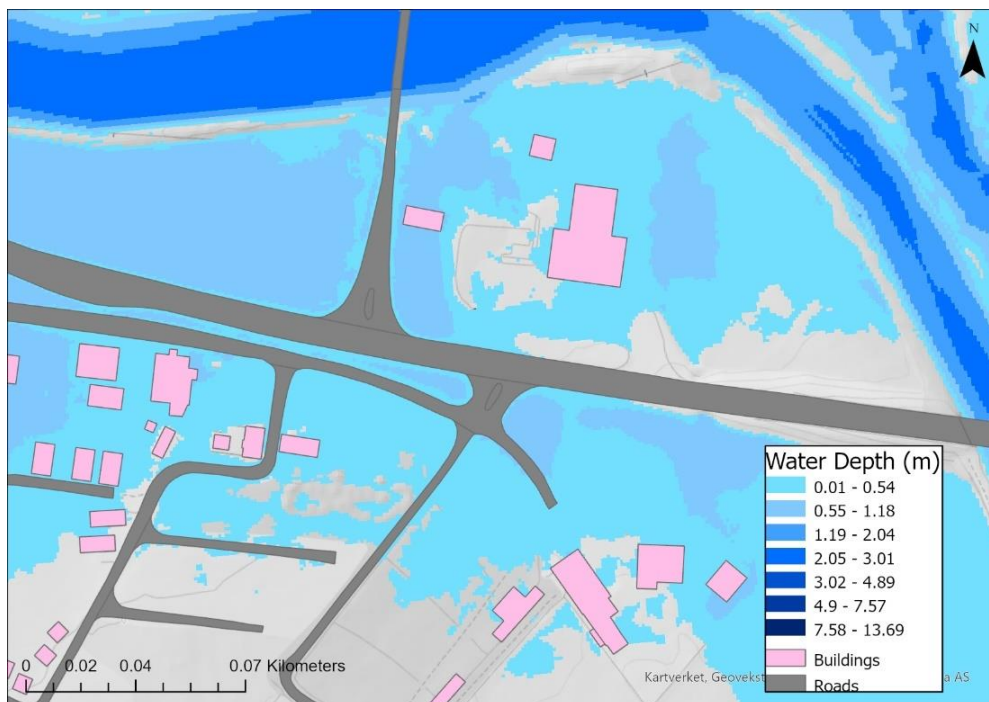 N
Water Depth (m)
0.01 - 0.54
0.55 - 1.18
1.19 - 2.04
2.05 - 3.01
3.02 - 4.89
4.9 - 7.57
7.58 - 13.69
Buildings
Roads
0 0.02 0.04 0.07 Kilometers
Kartverket, Geovekst a AS